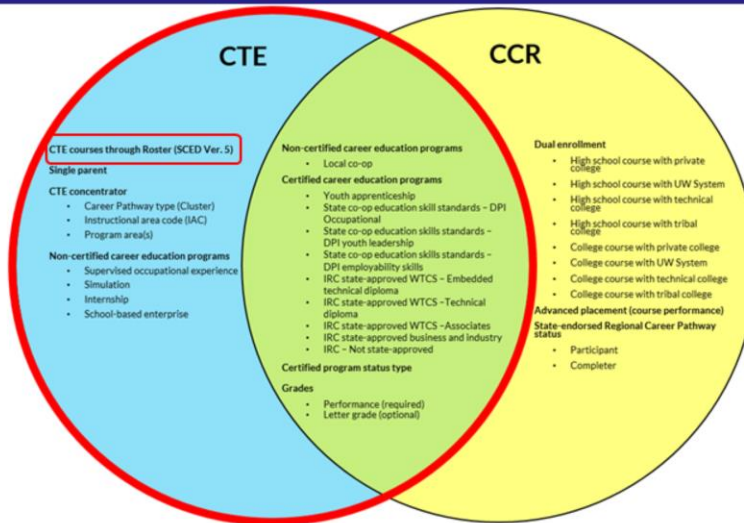 CTE
CCR
CTE courses through Roster (SCED Ver. 5)
Single parent
CTE concentrator
• Career Pathway type (Cluster)
• Instructional area code (IAC)
• Program area(s)
Non-certified career education programs
• Supervised occupational experience
• Simulation
• Internship
• School-based enterprise
Non-certified career education programs
• Local co-op
Certified career education programs
• Youth apprenticeship
• State co-op education skill standards – DPI
Occupational
• State co-op education skill standards –
DPI youth leadership
• State co-op education skill standards –
DPI employability skills
• IRC state-approved WTCS – Embedded
technical diploma
• IRC state-approved WTCS –Technical
diploma
• IRC state-approved WTCS –Associates
• IRC state-approved business and industry
• IRC – Not state-approved
Certified program status type
Grades
• Performance (required)
• Letter grade (optional)
Dual enrollment
• High school course with private
college
• High school course with UW System
• High school course with technical
college
• High school course with tribal
college
• College course with private college
• College course with UW System
• College course with technical college
• College course with tribal college
Advanced placement (course performance)
State-endorsed Regional Career Pathway
status
• Participant
• Completer